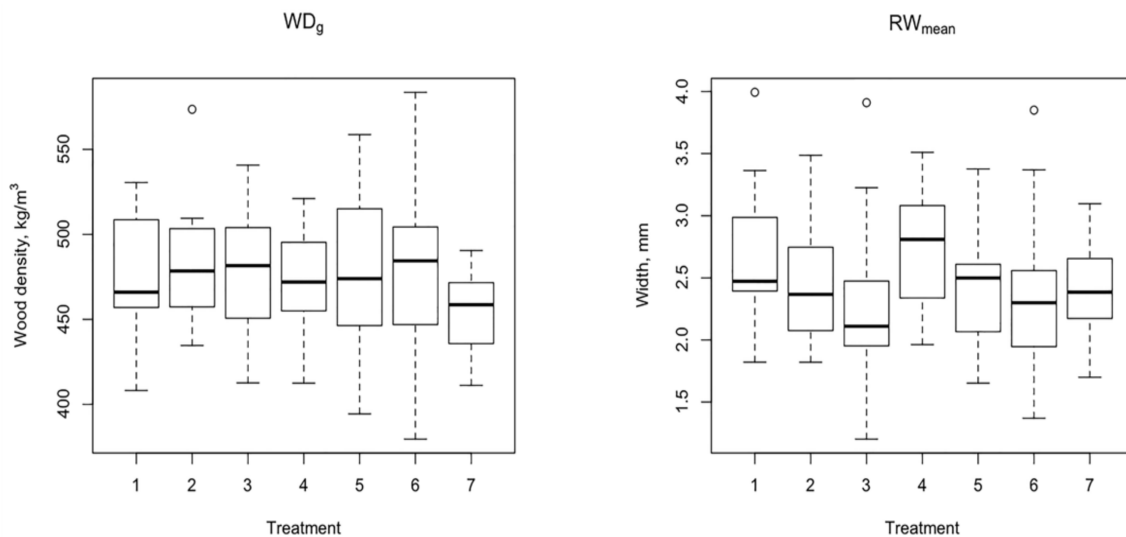 WDg
Wood density, kg/m³
550
500
450
400
1 2 3 4 5 6 7
Treatment
RWmean
Width, mm
4.0
3.5
3.0
2.5
2.0
1.5
1 2 3 4 5 6 7
Treatment